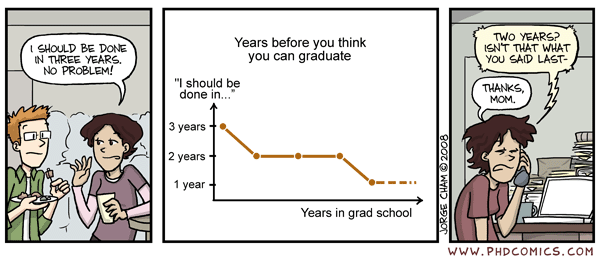 I SHOULD BE DONE
IN THREE YEARS.
NO PROBLEM!
Years before you think
you can graduate
"I should be
done in..."
3 years
2 years
1 year
Years in grad school
JORGE CHAM © 2008
TWO YEARS?
ISN'T THAT WHAT
YOU SAID LAST-
THANKS,
MOM.
WWW.PHDCOMICS.COM